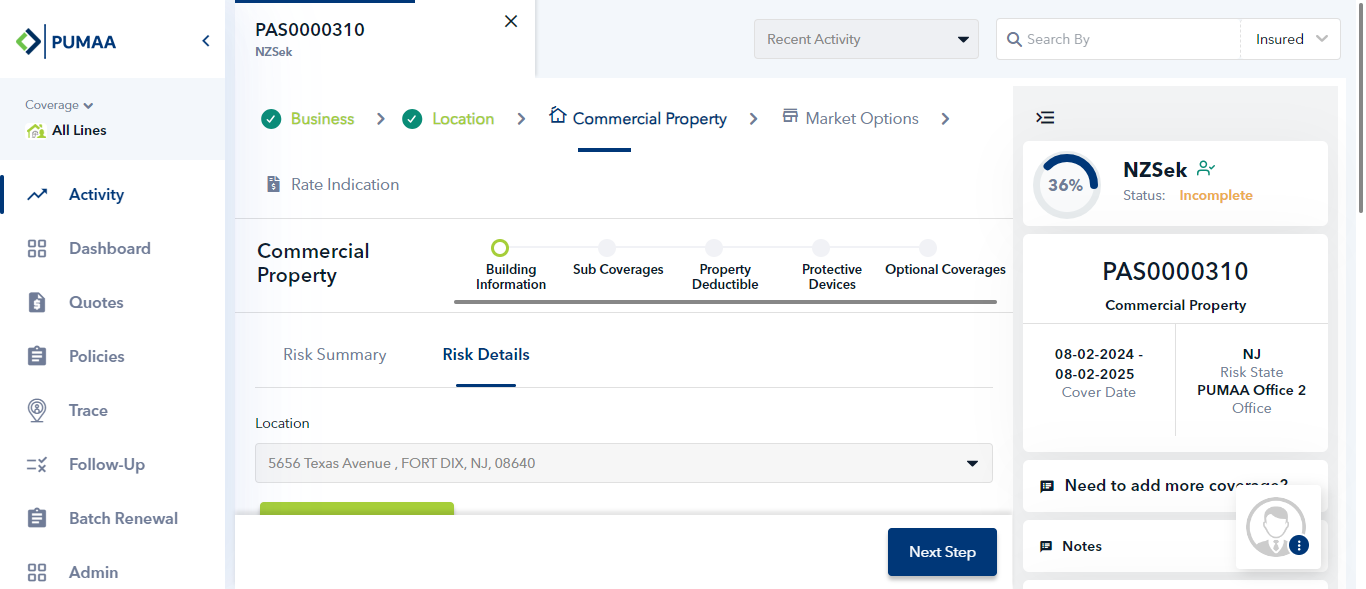 PUMAA
Coverage
All Lines
Activity
Dashboard
Quotes
Policies
Trace
Follow-Up
Batch Renewal
Admin
PAS0000310
NZSek
Recent Activity
Search By
Insured
Business
Location
Commercial Property
Market Options
Rate Indication
Commercial
Property
Building
Information
Sub Coverages
Property
Deductible
Protective
Devices
Optional Coverages
Risk Summary
Risk Details
Location
5656 Texas Avenue , FORT DIX, NJ, 08640
Next Step
36%
NZSek
Status: Incomplete
PAS0000310
Commercial Property
08-02-2024 -
08-02-2025
Cover Date
NJ
Risk State
PUMAA Office 2
Office
Need to add more coverage?
Notes